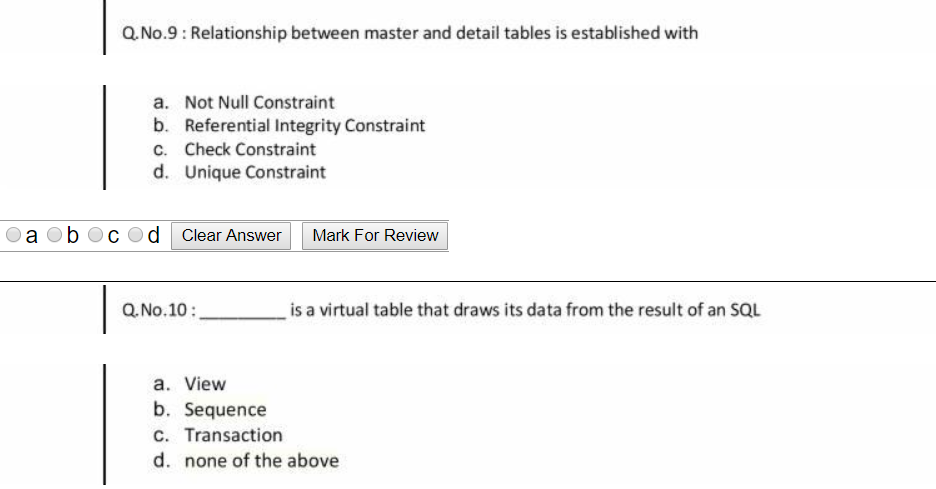 Q.No.9 : Relationship between master and detail tables is established with
a. Not Null Constraint
b. Referential Integrity Constraint
c. Check Constraint
d. Unique Constraint
a b c d Clear Answer Mark For Review
Q.No.10 : _________ is a virtual table that draws its data from the result of an SQL
a. View
b. Sequence
c. Transaction
d. none of the above